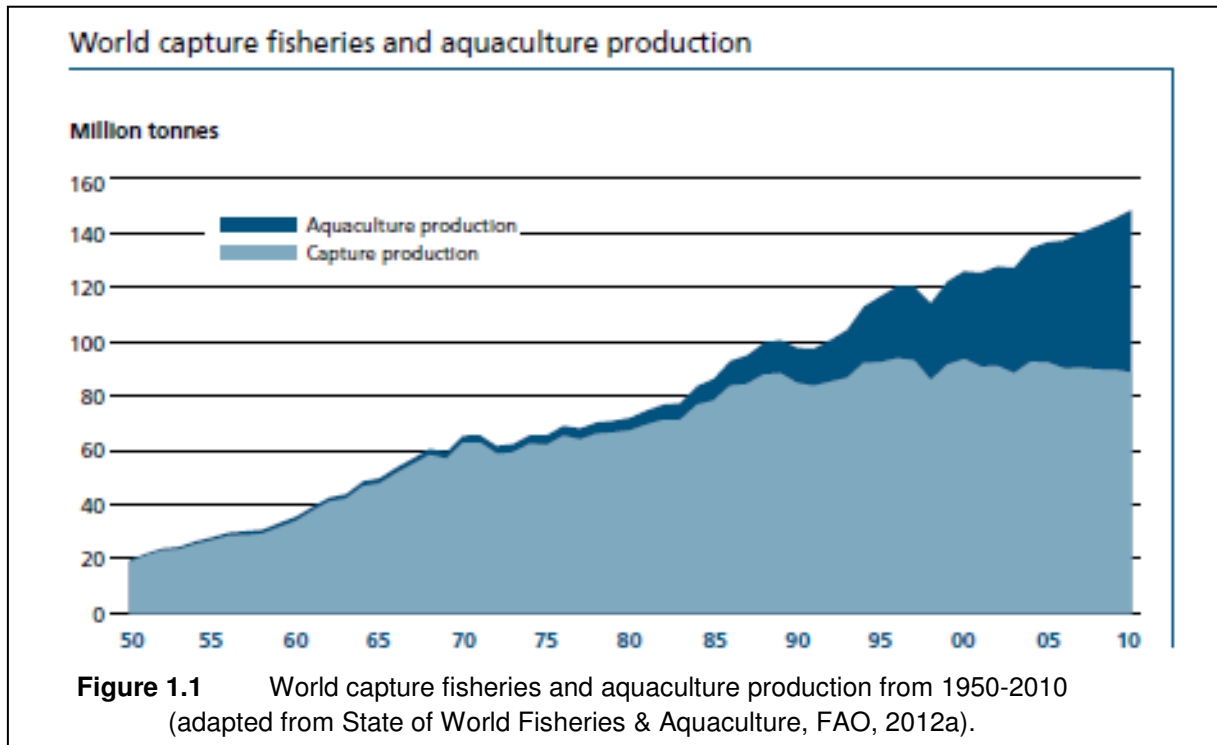 World capture fisheries and aquaculture production
Million tonnes
160
140
120
100
80
60
40
20
0
Aquaculture production
Capture production
50 55 60 65 70 75 80 85 90 95 00 05 10
Figure 1.1 World capture fisheries and aquaculture production from 1950-2010
(adapted from State of World Fisheries & Aquaculture, FAO, 2012a).